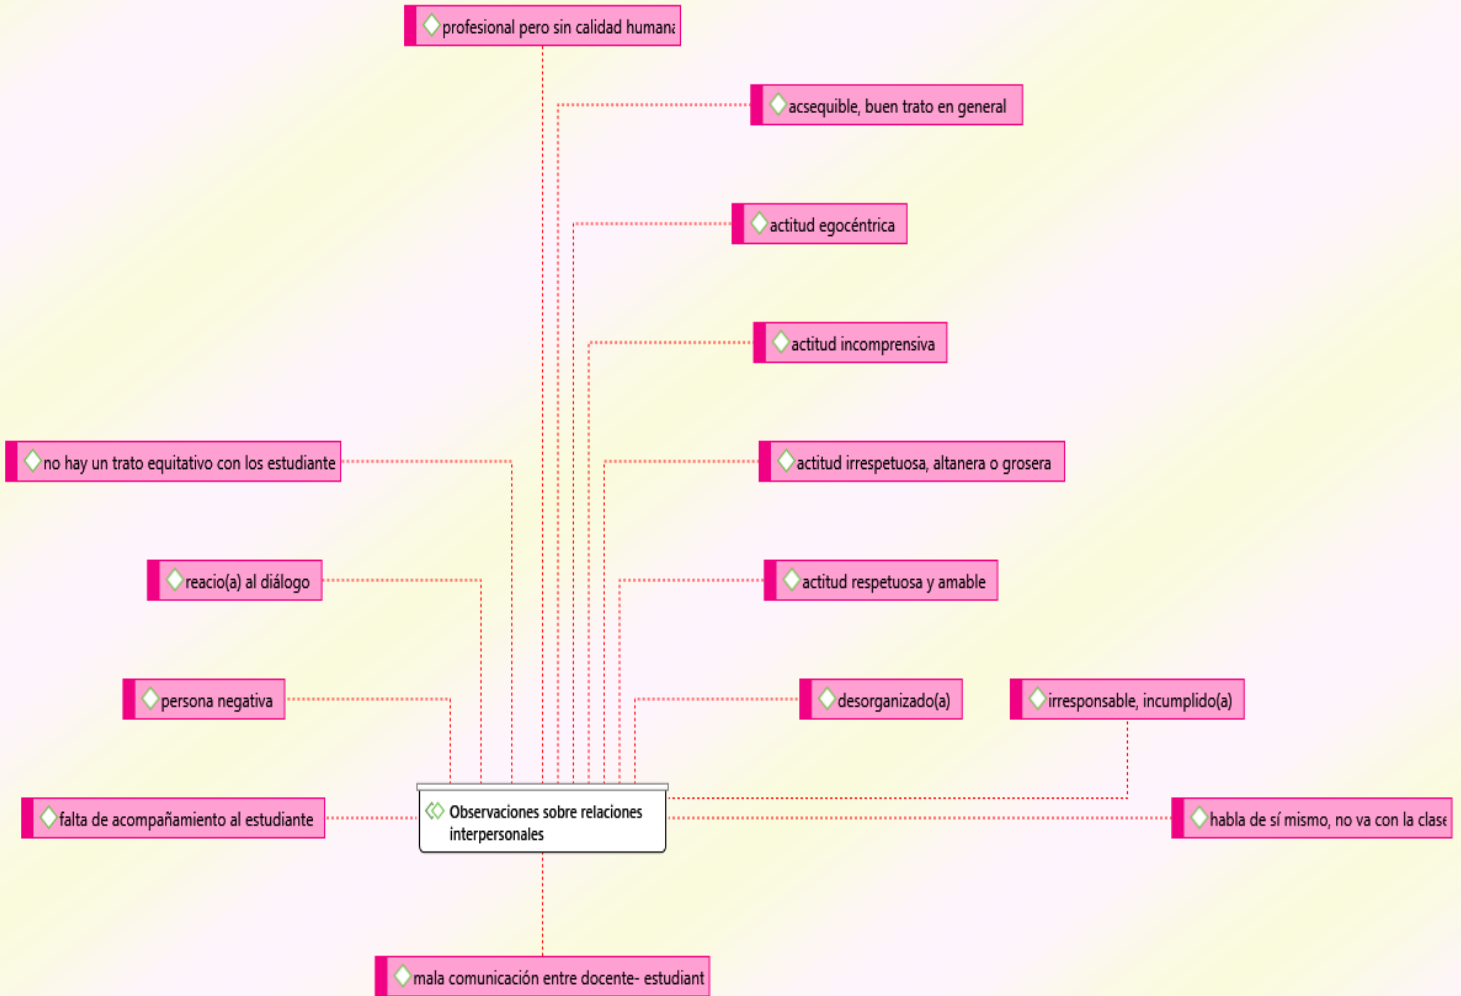 profesional pero sin calidad humana
acsequible, buen trato en general
actitud egocéntrica
actitud incomprensiva
no hay un trato equitativo con los estudiante
actitud irrespetuosa, altanera o grosera
reacio(a) al diálogo
actitud respetuosa y amable
persona negativa
desorganizado(a)
irresponsable, incumplido(a)
falta de acompañamiento al estudiante
Observaciones sobre relaciones
interpersonales
habla de sí mismo, no va con la clase
mala comunicación entre docente- estudiant